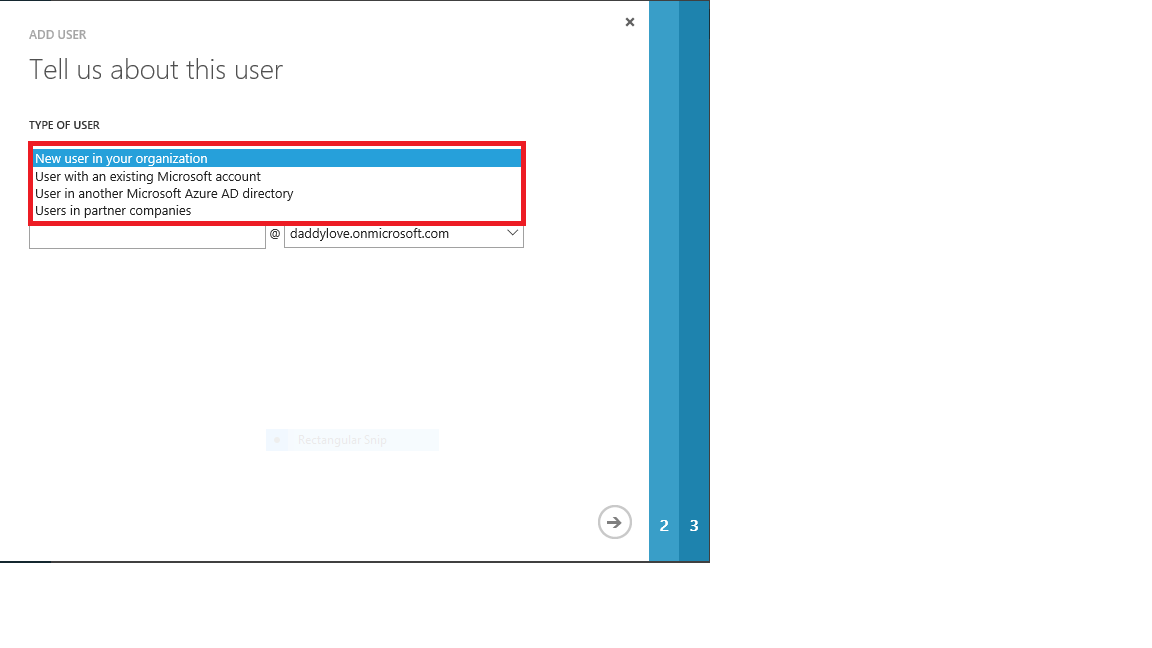 ADD USER
Tell us about this user
TYPE OF USER
New user in your organization
User with an existing Microsoft account
User in another Microsoft Azure AD directory
Users in partner companies
@ daddylove.onmicrosoft.com
Rectangular Snip
2 3